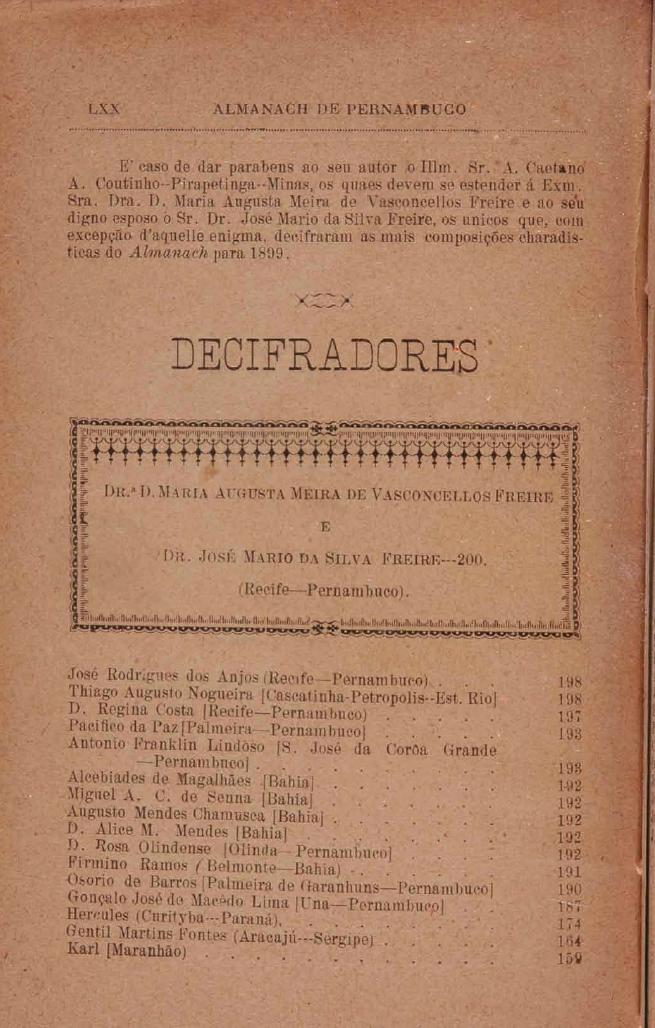 LXX ALMANACH DE PERNAMBUCO
E' caso de dar parabens ao seu autor o Illm. Sr. A. Caetano
A. Coutinho--Pirapetinga--Minas, os quaes devem se estender á Exm.
Sra. Dra. D. Maria Augusta Meira de Vasconcellos Freire e ao seu
digno esposo o Sr. Dr. José Mario da Silva Freire, os unicos que, com
excepção d'aquelle enigma, decifraram as mais composições charadis-
ticas do Almanach para 1899.
DECIFRADORES
DR.ª D. MARIA AUGUSTA MEIRA DE VASCONCELLOS FREIRE
E
DR. JOSÉ MARIO DA SILVA FREIRE---200.
(Recife—Pernambuco).
José Rodrigues dos Anjos (Recife—Pernambuco) . . . 198
Thiago Augusto Nogueira [Cascatinha-Petropolis--Est. Rio] 198
D. Regina Costa [Recife—Pernambuco) . . . . . 197
Pacifico da Paz [Palmeira—Pernambuco] . . . . . 193
Antonio Franklin Lindôso [S. José da Corôa Grande
—Pernambuco] . . . . . . . . 193
Alcebiades de Magalhães [Bahia] . . . . . . 192
Miguel A. C. de Senna [Bahia] . . . . . . 192
Augusto Mendes Chamusca [Bahia] . . . . . . 192
D. Alice M. Mendes [Bahia] . . . . . . 192
D. Rosa Olindense [Olinda—Pernambuco] . . . . 192
Firmino Ramos (Belmonte—Bahia) . . . . . 191
Osorio de Barros [Palmeira de Garanhuns—Pernambuco] 190
Gonçalo José de Macêdo Lima [Una—Pernambuco] . . 187
Hercules (Curityba---Paraná). . . . . . . 174
Gentil Martins Fontes (Aracajú---Sergipe) . . . . 164
Karl [Maranhão) . . . . . . . . 159